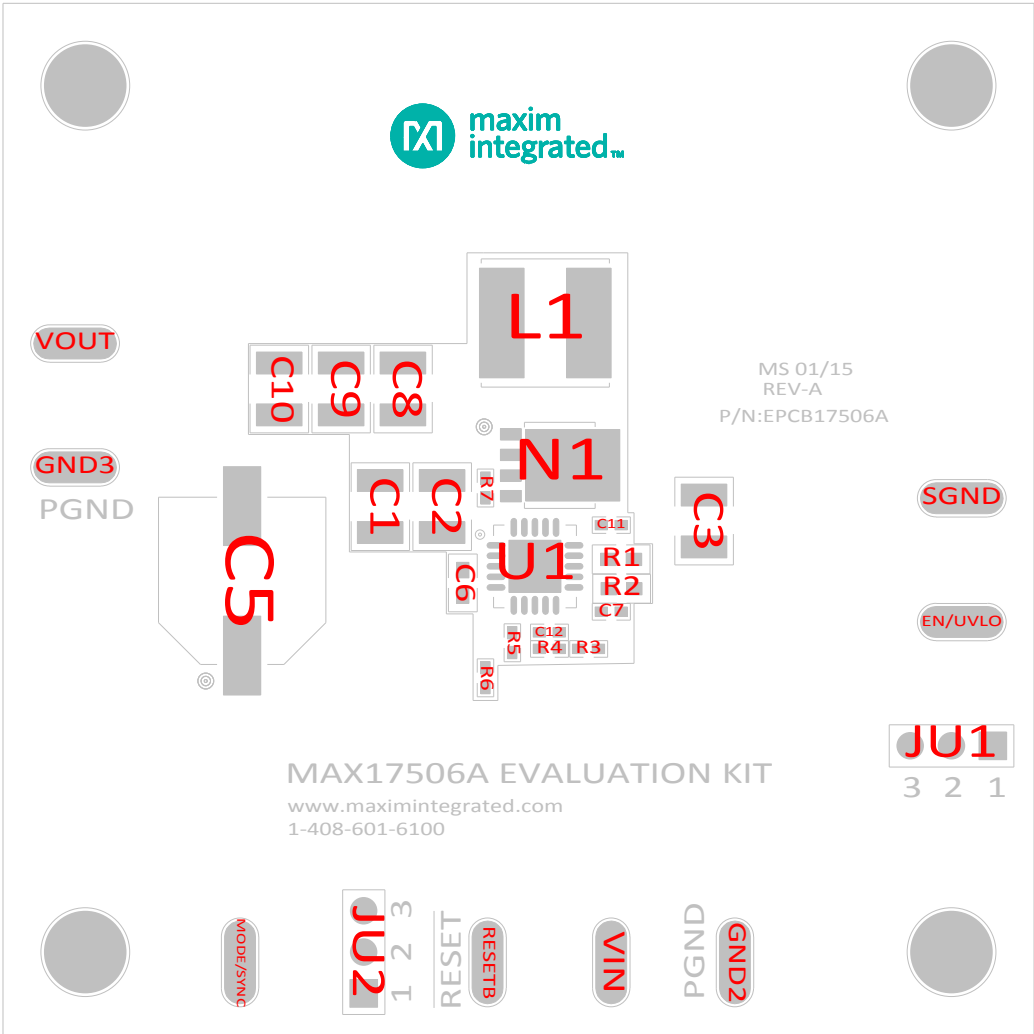 maxim
integrated™
L1
VOUT
C10
C9
C8
MS 01/15
REV-A
P/N:EPCB17506A
GND3
PGND
N1
C1
C2
R7
SGND
C3
C11
C5
U1
R1
C6
R2
C7
EN/UVLO
C12
R5
R4
R3
R6
JU1
3 2 1
MAX17506A EVALUATION KIT
www.maximintegrated.com
1-408-601-6100
MODE/SYNC
JU2
1 2 3
RESET
RESETB
VIN
PGND
GND2